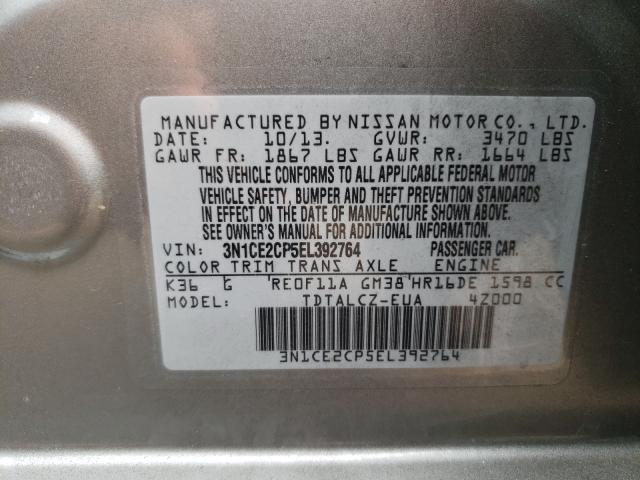 MANUFACTURED BY NISSAN MOTOR CO., LTD.
DATE: 10/13. GVWR: 3470 LBS
GAWR FR: 1867 LBS GAWR RR: 1664 LBS
THIS VEHICLE CONFORMS TO ALL APPLICABLE FEDERAL MOTOR
VEHICLE SAFETY, BUMPER AND THEFT PREVENTION STANDARDS
IN EFFECT ON THE DATE OF MANUFACTURE SHOWN ABOVE.
SEE OWNER'S MANUAL FOR ADDITIONAL INFORMATION.
VIN: 3N1CE2CP5EL392764 PASSENGER CAR.
COLOR TRIM TRANS AXLE ENGINE
K36 G RE0F11A GM38 HR16DE 1598 CC
MODEL: TDTALCZ-EUA 4Z000
3N1CE2CP5EL392764